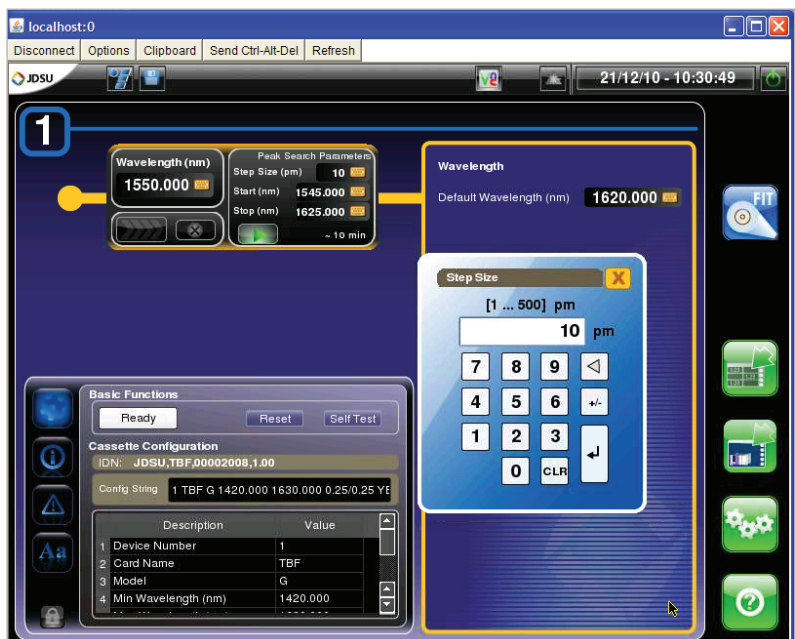 localhost:0
Disconnect Options Clipboard Send Ctrl-Alt-Del Refresh
JDSU 21/12/10 - 10:30:49
1
Wavelength (nm)
1550.000
Peak Search Parameters
Step Size (pm) 10
Start (nm) 1545.000
Stop (nm) 1625.000
~ 10 min
Wavelength
Default Wavelength (nm) 1620.000
FIT
Step Size X
[1 ... 500] pm
10 pm
7 8 9
4 5 6 +/-
1 2 3
0 CLR
Basic Functions
Ready Reset Self Test
Cassette Configuration
IDN: JDSU,TBF,00002008,1.00
Config String 1 TBF G 1420.000 1630.000 0.25/0.25 YE
Description Value
1 Device Number 1
2 Card Name TBF
3 Model G
4 Min Wavelength (nm) 1420.000
Aa
?